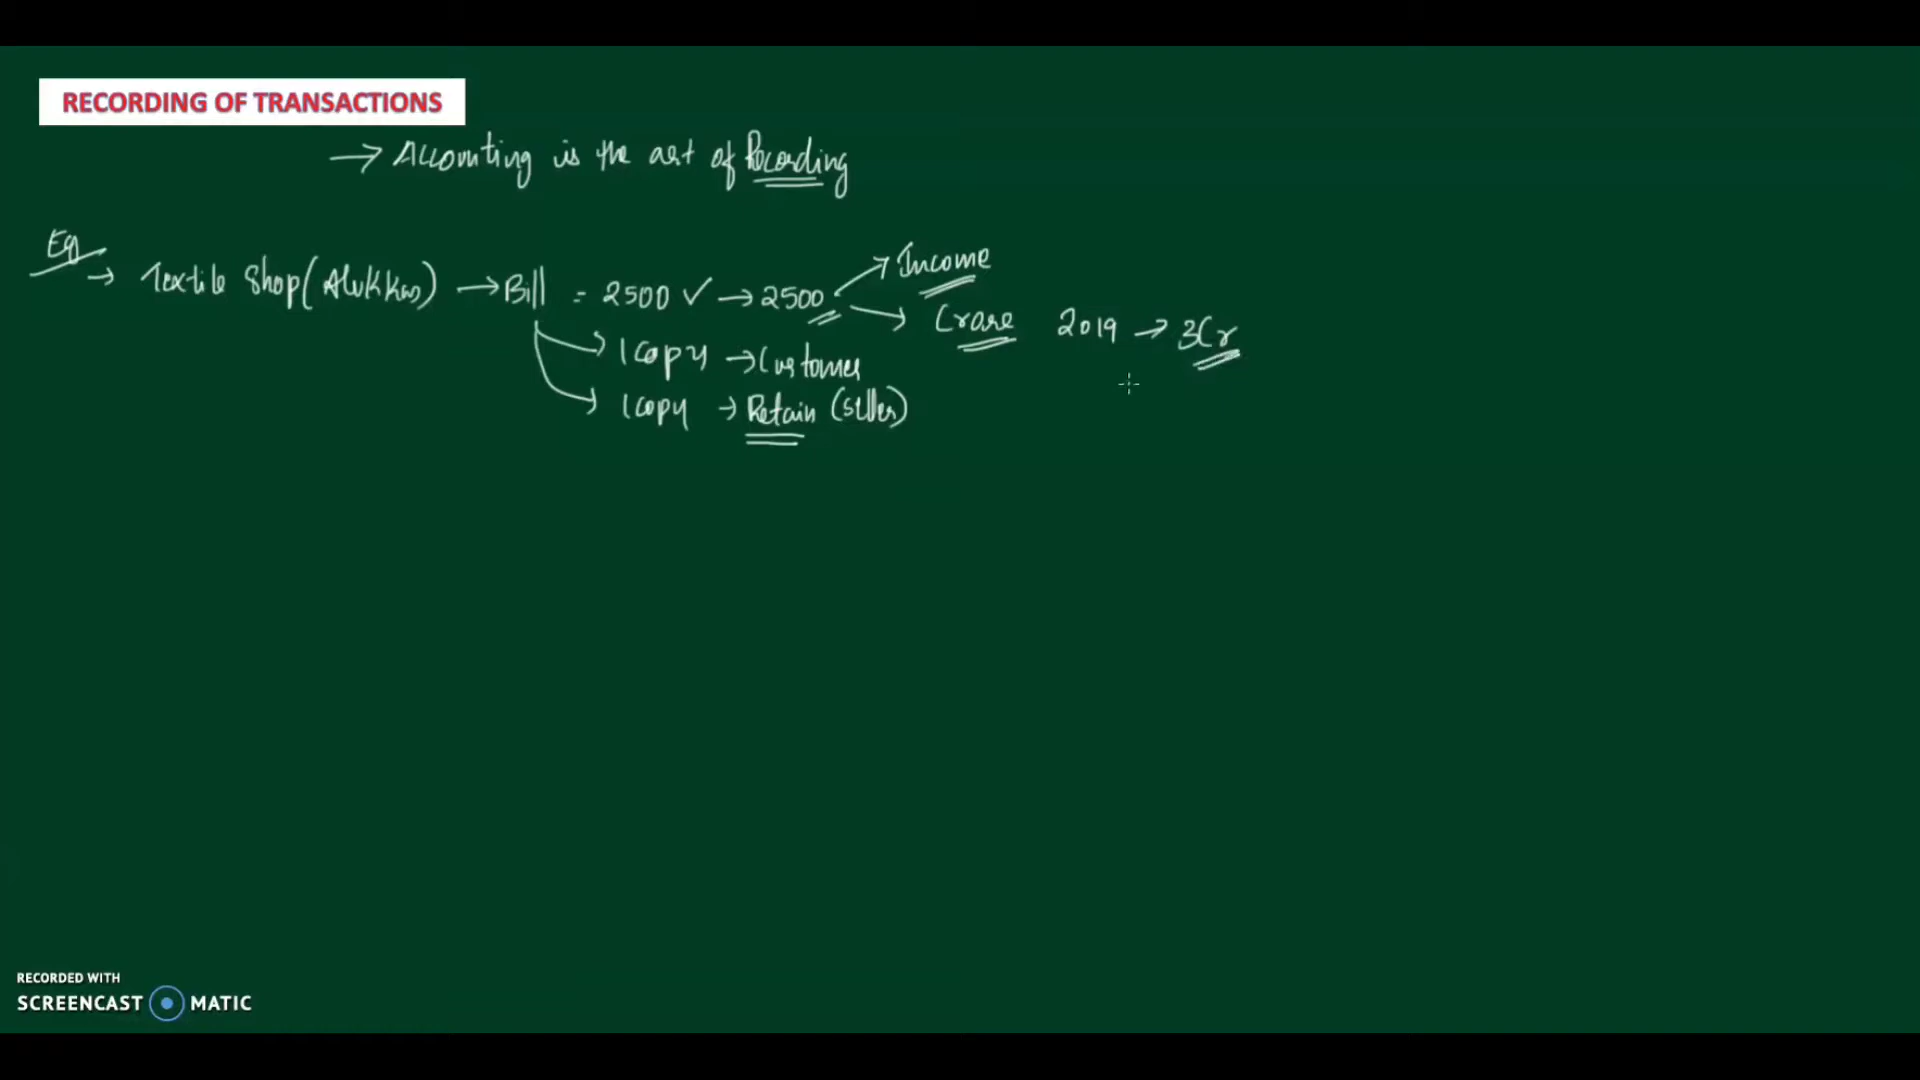 RECORDING OF TRANSACTIONS
→ Accounting is the art of Recording
Eg
→ Textile Shop (Alukkas) → Bill = 2500 ✓ → 2500 → Income
→ Crore 2019 → 3Cr
→ 1 Copy → Customer
→ 1 Copy → Retain (Seller)
RECORDED WITH
SCREENCAST MATIC